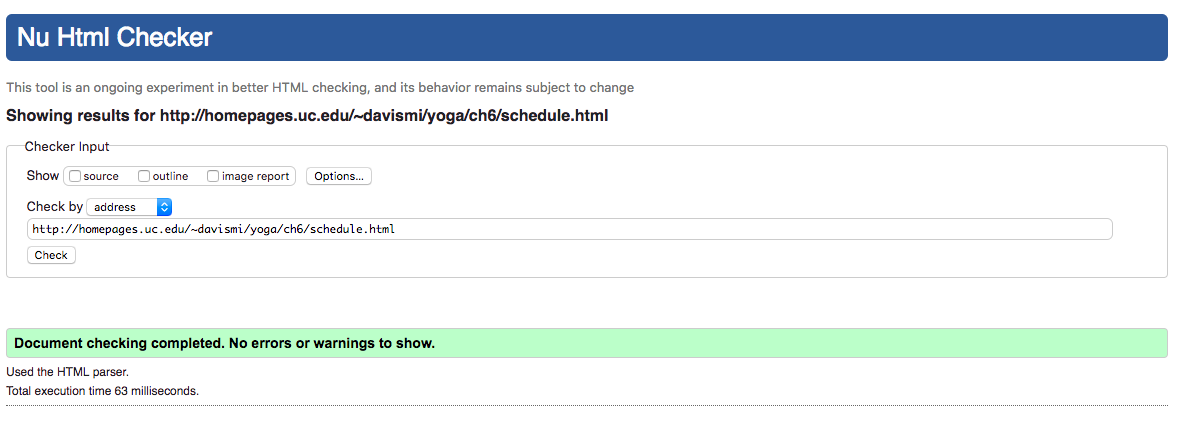 Nu Html Checker
This tool is an ongoing experiment in better HTML checking, and its behavior remains subject to change
Showing results for http://homepages.uc.edu/~davismi/yoga/ch6/schedule.html
Checker Input
Show source outline image report Options...
Check by address
http://homepages.uc.edu/~davismi/yoga/ch6/schedule.html
Check
Document checking completed. No errors or warnings to show.
Used the HTML parser.
Total execution time 63 milliseconds.